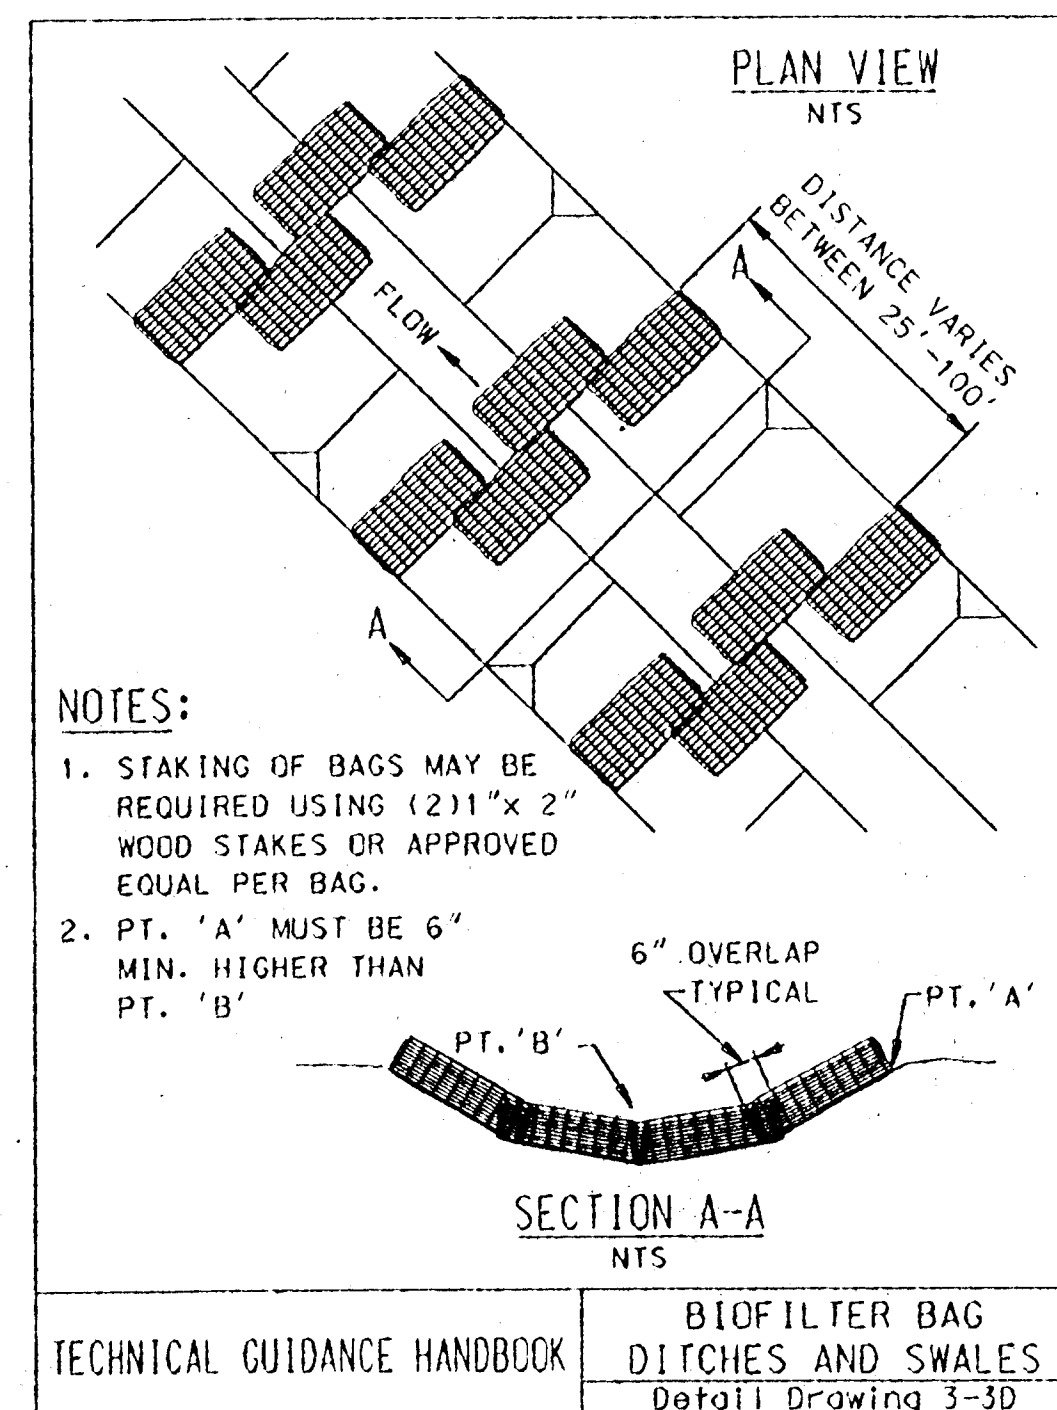 PLAN VIEW
NTS
DISTANCE VARIES
BETWEEN 25'-100'
A
FLOW
A
NOTES:
1. STAKING OF BAGS MAY BE
REQUIRED USING (2)1"x 2"
WOOD STAKES OR APPROVED
EQUAL PER BAG.
2. PT. 'A' MUST BE 6"
MIN. HIGHER THAN
PT. 'B'
6" OVERLAP
TYPICAL
PT. 'A'
PT. 'B'
SECTION A-A
NTS
TECHNICAL GUIDANCE HANDBOOK
BIOFILTER BAG
DITCHES AND SWALES
Detail Drawing 3-3D